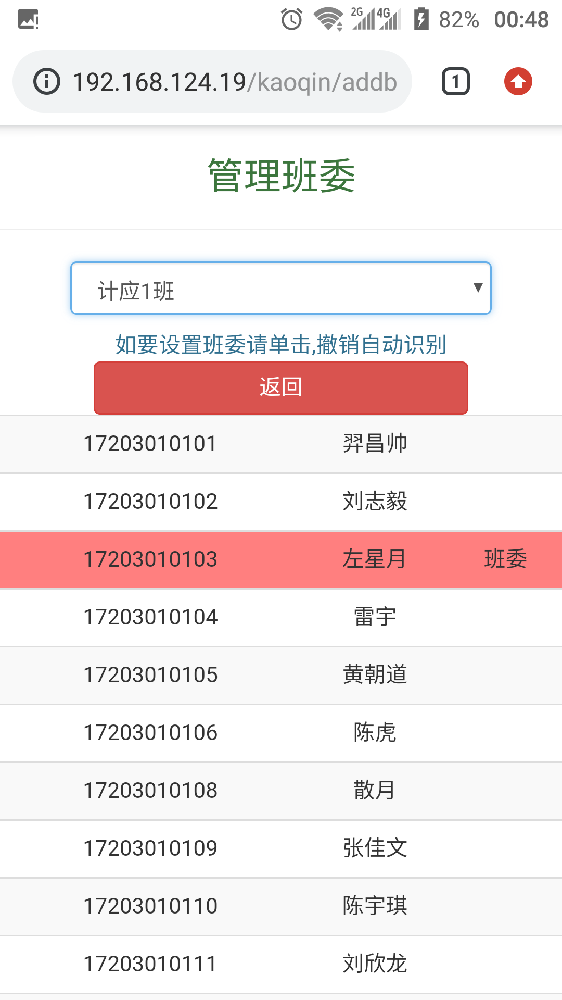 2G 4G 82% 00:48
192.168.124.19/kaoqin/addb 1
管理班委
计应1班
如要设置班委请单击,撤销自动识别
返回
17203010101 羿昌帅
17203010102 刘志毅
17203010103 左星月 班委
17203010104 雷宇
17203010105 黄朝道
17203010106 陈虎
17203010108 散月
17203010109 张佳文
17203010110 陈宇琪
17203010111 刘欣龙